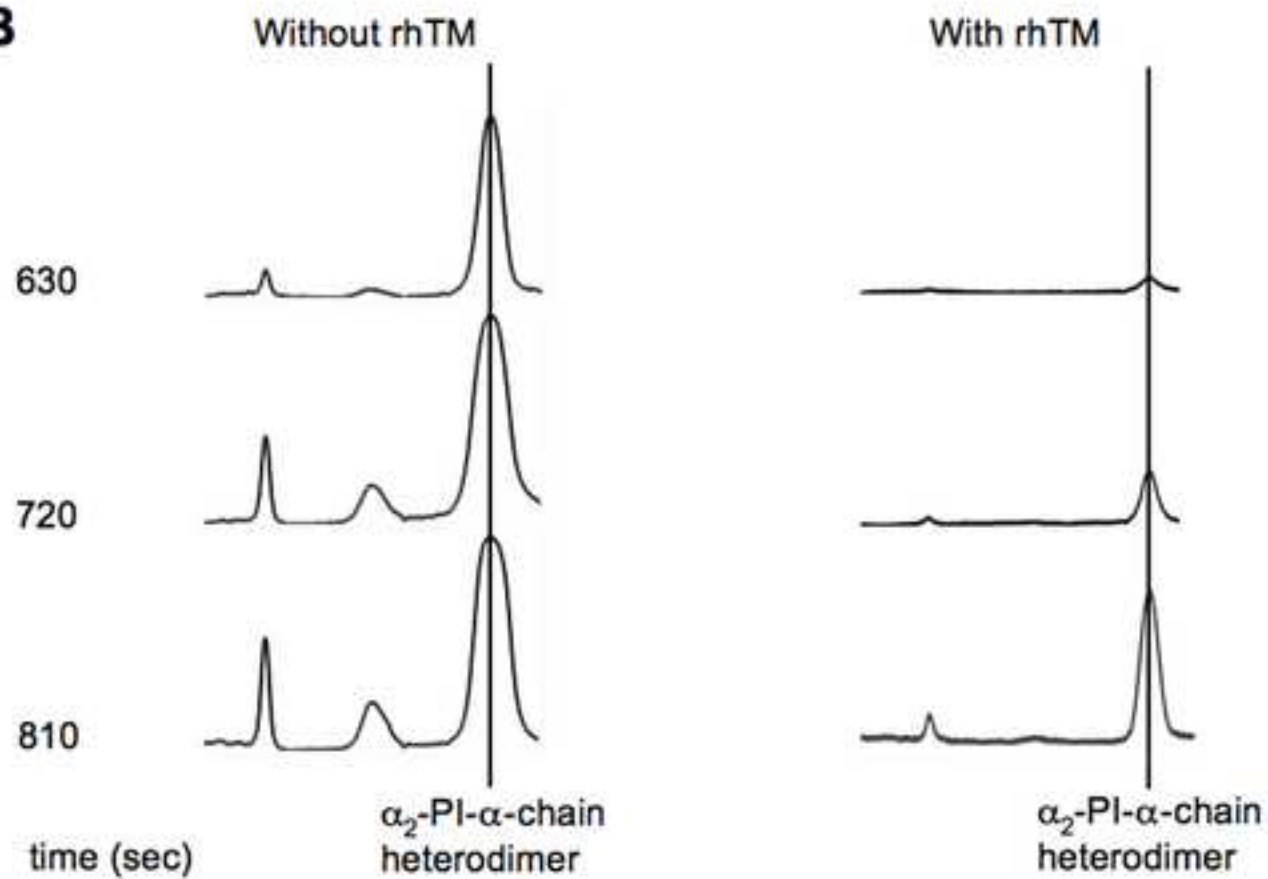 B
Without rhTM
With rhTM
630
720
810
time (sec)
α₂-PI-α-chain
heterodimer
α₂-PI-α-chain
heterodimer